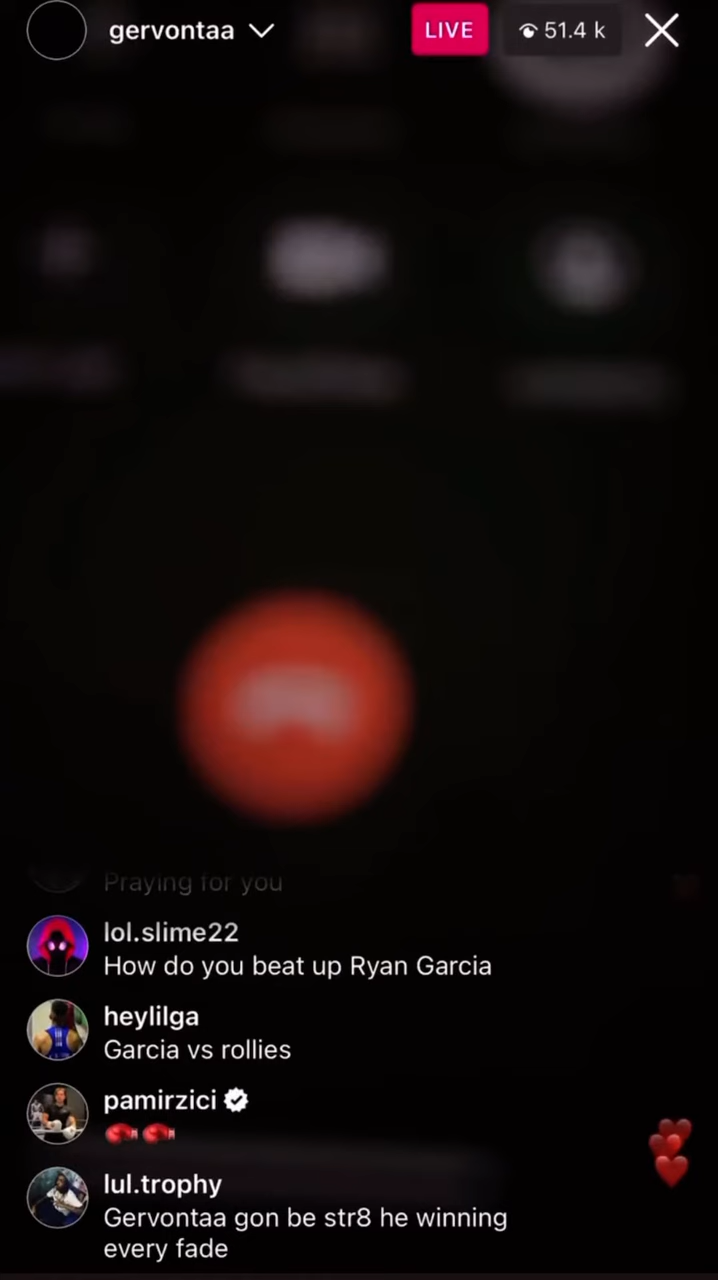 gervontaa
LIVE
51.4 k
Praying for you
lol.slime22
How do you beat up Ryan Garcia
heylilga
Garcia vs rollies
pamirzici
🥊🥊
lul.trophy
Gervontaa gon be str8 he winning
every fade